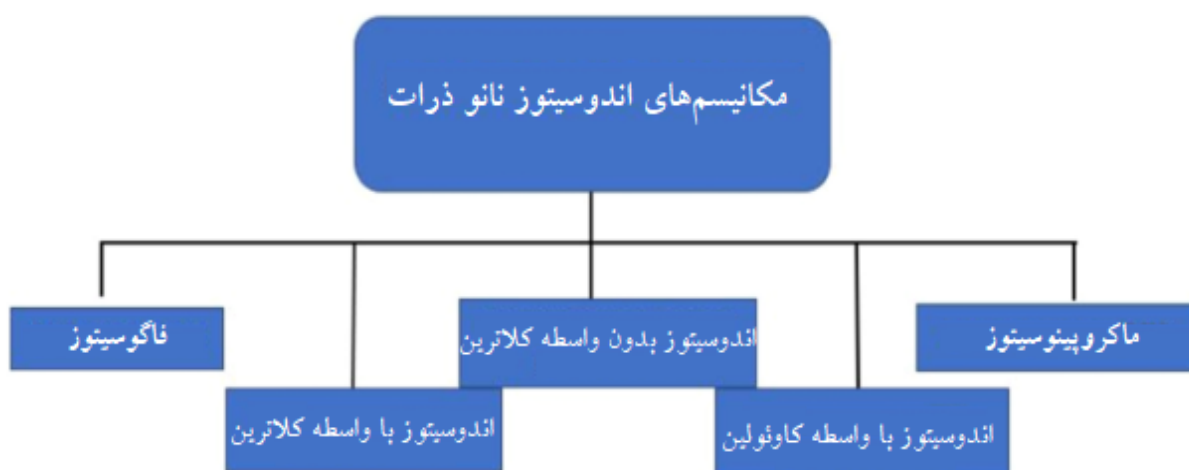 مکانیسم‌های اندوسیتوز نانو ذرات
ماکروپینوسیتوز
اندوسیتوز بدون واسطه کلاترین
فاگوسیتوز
اندوسیتوز با واسطه کاوئولین
اندوسیتوز با واسطه کلاترین